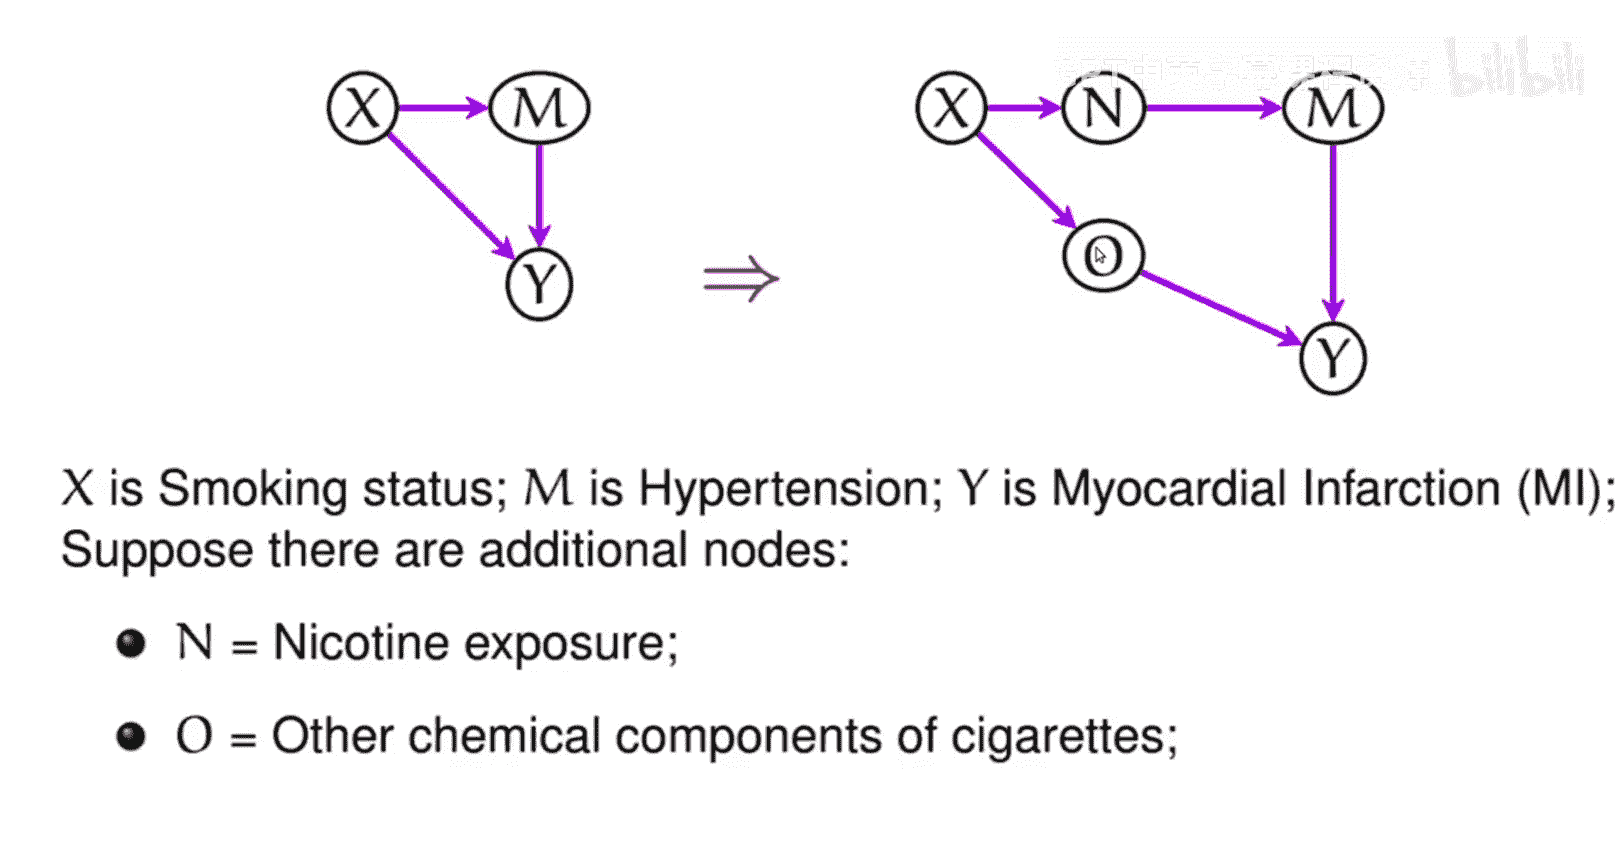 X
M
Y
⇒
X
N
M
O
Y
bilibili
X is Smoking status; M is Hypertension; Y is Myocardial Infarction (MI);
Suppose there are additional nodes:
● N = Nicotine exposure;
● O = Other chemical components of cigarettes;